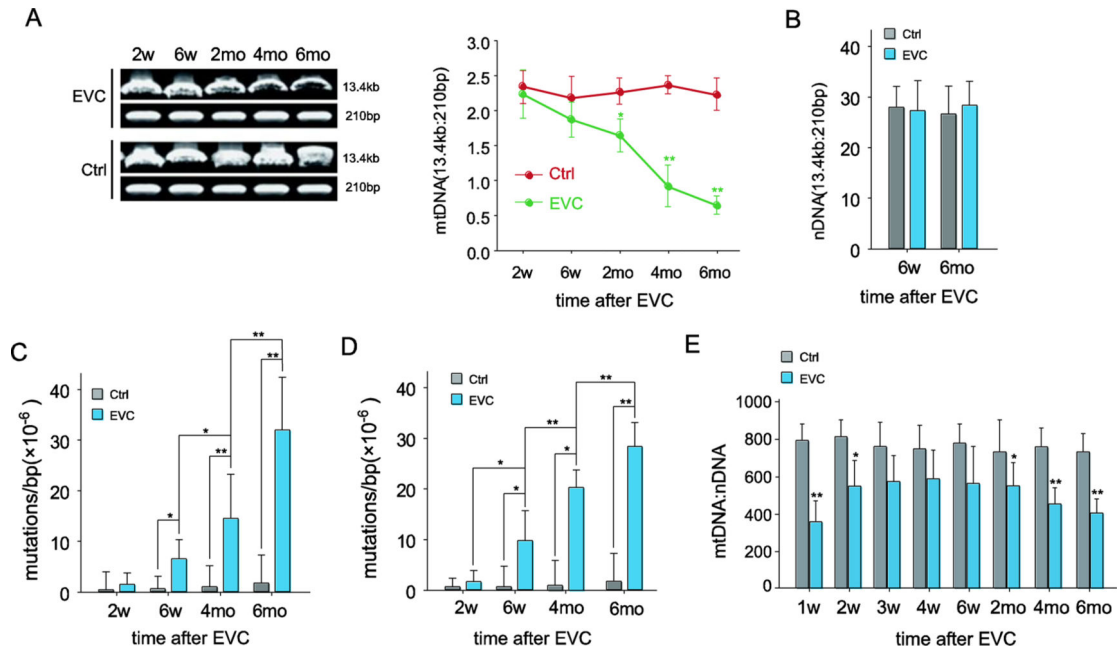 A
2w 6w 2mo 4mo 6mo
EVC
13.4kb
210bp
Ctrl
13.4kb
210bp
mtDNA(13.4kb:210bp)
3.0
2.5
2.0
1.5
1.0
0.5
0.0
*
**
**
Ctrl
EVC
2w 6w 2mo 4mo 6mo
time after EVC
B
Ctrl
EVC
nDNA(13.4kb:210bp)
40
30
20
10
0
6w 6mo
time after EVC
C
Ctrl
EVC
mutations/bp(×10⁻⁶)
40
30
20
10
0
*
*
**
**
**
2w 6w 4mo 6mo
time after EVC
D
Ctrl
EVC
mutations/bp(×10⁻⁶)
40
30
20
10
0
*
*
**
*
**
**
2w 6w 4mo 6mo
time after EVC
E
Ctrl
EVC
mtDNA:nDNA
1000
800
600
400
200
0
**
*
*
**
**
1w 2w 3w 4w 6w 2mo 4mo 6mo
time after EVC